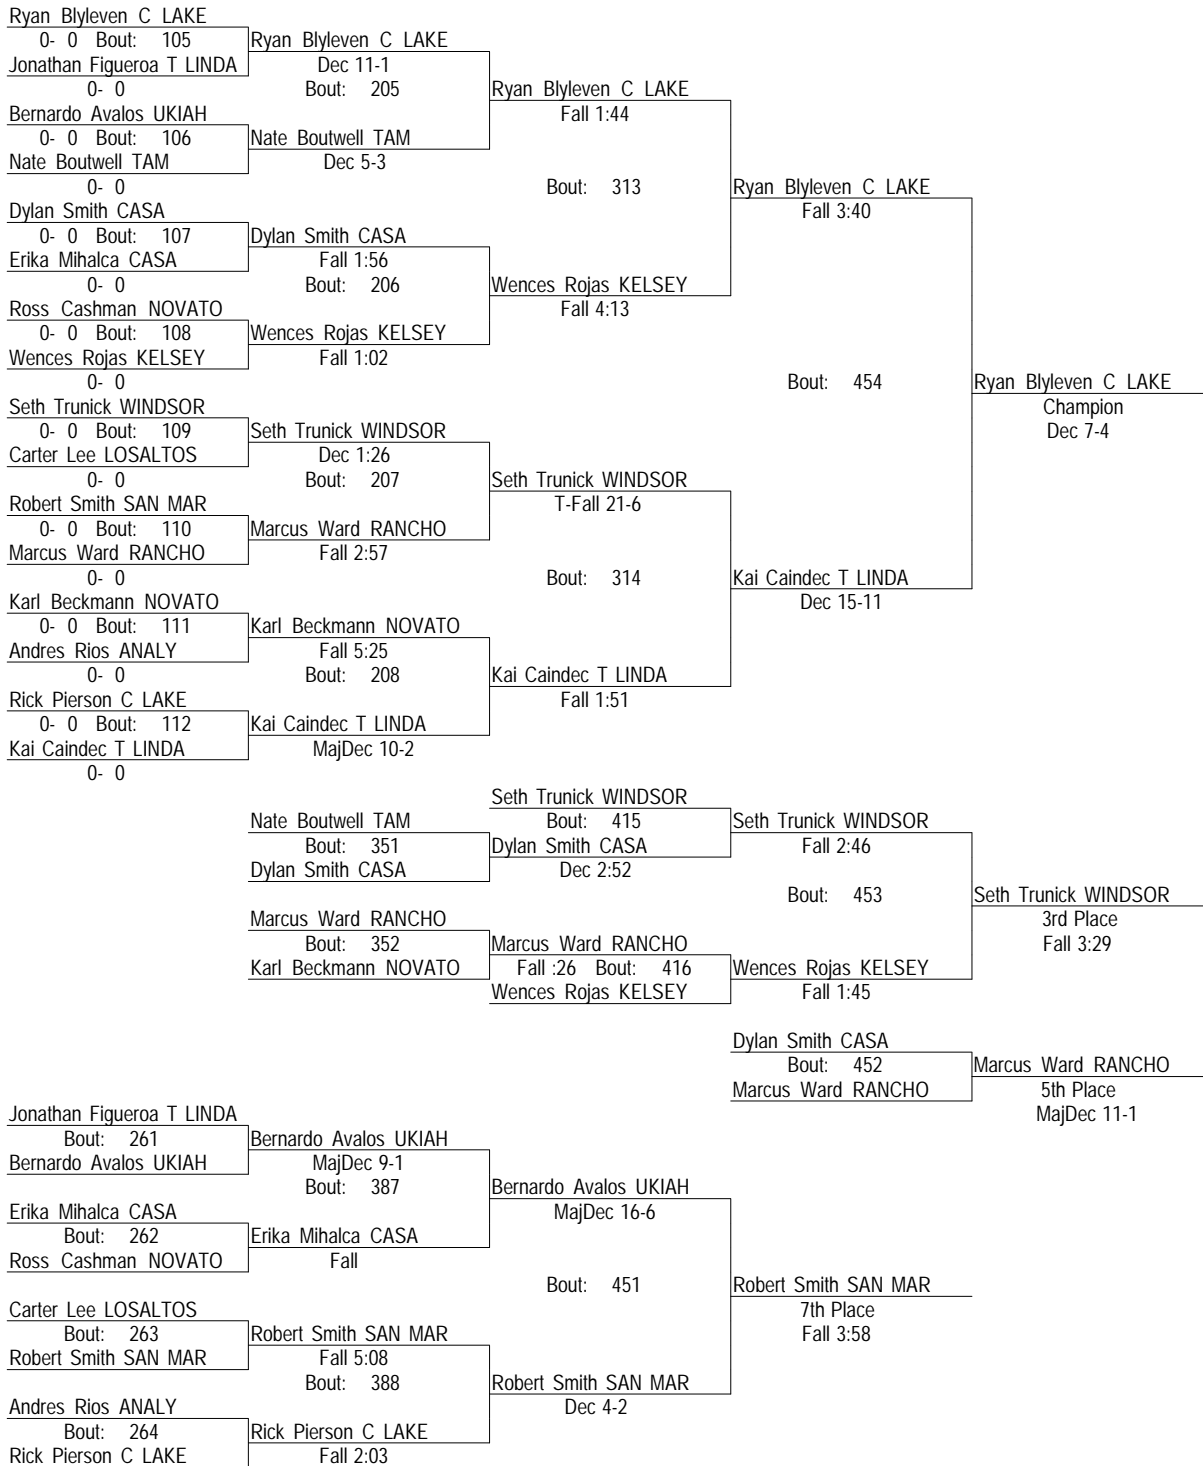 Ryan Blyleven C LAKE
0- 0 Bout: 105 Ryan Blyleven C LAKE
Jonathan Figueroa T LINDA Dec 11-1
0- 0 Bout: 205 Ryan Blyleven C LAKE
Bernardo Avalos UKIAH Fall 1:44
0- 0 Bout: 106 Nate Boutwell TAM
Nate Boutwell TAM Dec 5-3
0- 0 Bout: 313 Ryan Blyleven C LAKE
Dylan Smith CASA Fall 3:40
0- 0 Bout: 107 Dylan Smith CASA
Erika Mihalca CASA Fall 1:56
0- 0 Bout: 206 Wences Rojas KELSEY
Ross Cashman NOVATO Fall 4:13
0- 0 Bout: 108 Wences Rojas KELSEY
Wences Rojas KELSEY Fall 1:02
0- 0 Bout: 454 Ryan Blyleven C LAKE
Seth Trunick WINDSOR Champion
0- 0 Bout: 109 Seth Trunick WINDSOR Dec 7-4
Carter Lee LOSALTOS Dec 1:26
0- 0 Bout: 207 Seth Trunick WINDSOR
Robert Smith SAN MAR T-Fall 21-6
0- 0 Bout: 110 Marcus Ward RANCHO
Marcus Ward RANCHO Fall 2:57
0- 0 Bout: 314 Kai Caindec T LINDA
Karl Beckmann NOVATO Dec 15-11
0- 0 Bout: 111 Karl Beckmann NOVATO
Andres Rios ANALY Fall 5:25
0- 0 Bout: 208 Kai Caindec T LINDA
Rick Pierson C LAKE Fall 1:51
0- 0 Bout: 112 Kai Caindec T LINDA
Kai Caindec T LINDA MajDec 10-2
0- 0
Seth Trunick WINDSOR
Nate Boutwell TAM Bout: 415 Seth Trunick WINDSOR
Bout: 351 Dylan Smith CASA Fall 2:46
Dylan Smith CASA Dec 2:52
Bout: 453 Seth Trunick WINDSOR
Marcus Ward RANCHO 3rd Place
Bout: 352 Marcus Ward RANCHO Fall 3:29
Karl Beckmann NOVATO Fall :26 Bout: 416 Wences Rojas KELSEY
Wences Rojas KELSEY Fall 1:45
Dylan Smith CASA
Bout: 452 Marcus Ward RANCHO
Marcus Ward RANCHO 5th Place
Jonathan Figueroa T LINDA MajDec 11-1
Bout: 261 Bernardo Avalos UKIAH
Bernardo Avalos UKIAH MajDec 9-1
Bout: 387 Bernardo Avalos UKIAH
Erika Mihalca CASA MajDec 16-6
Bout: 262 Erika Mihalca CASA
Ross Cashman NOVATO Fall
Bout: 451 Robert Smith SAN MAR
Carter Lee LOSALTOS 7th Place
Bout: 263 Robert Smith SAN MAR Fall 3:58
Robert Smith SAN MAR Fall 5:08
Bout: 388 Robert Smith SAN MAR
Andres Rios ANALY Dec 4-2
Bout: 264 Rick Pierson C LAKE
Rick Pierson C LAKE Fall 2:03